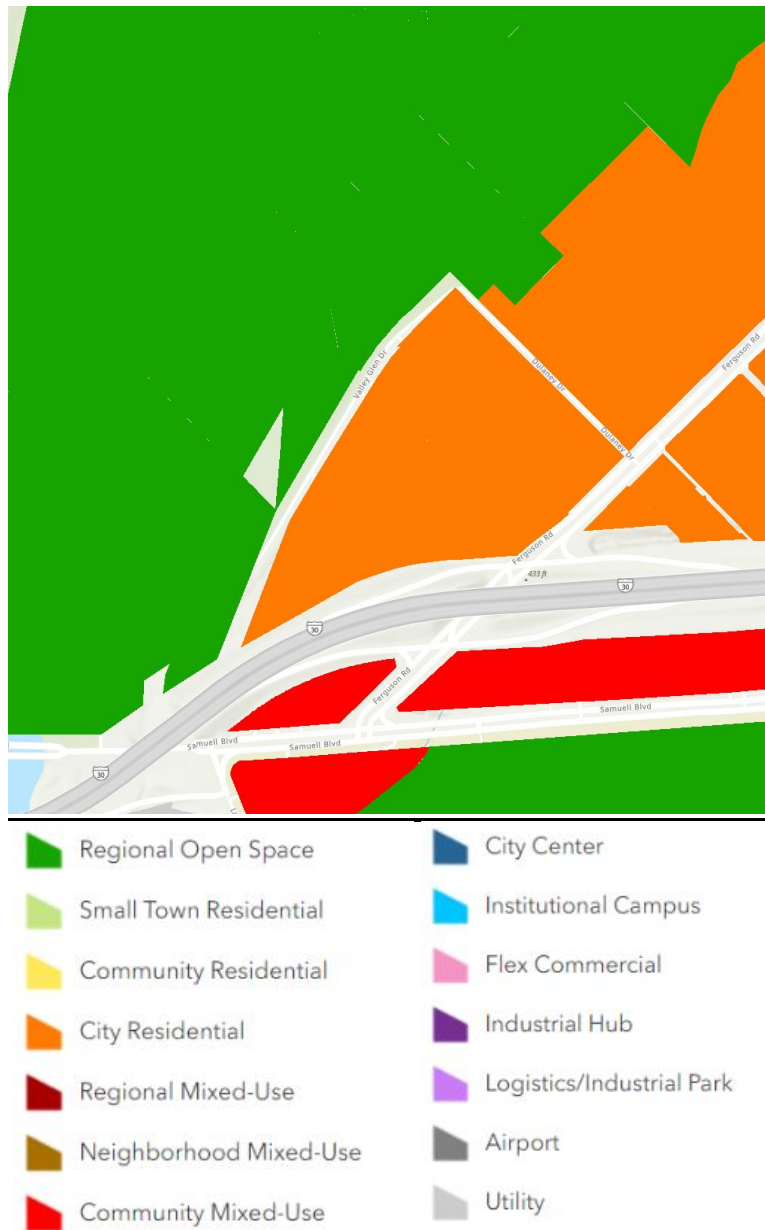 Ferguson Rd
Valley Glen Dr
Dulaney Dr
Dulaney Dr
Ferguson Rd
433 ft
30
30
Ferguson Rd
Samuell Blvd
Samuell Blvd
Samuell Blvd
30
Regional Open Space
Small Town Residential
Community Residential
City Residential
Regional Mixed-Use
Neighborhood Mixed-Use
Community Mixed-Use
City Center
Institutional Campus
Flex Commercial
Industrial Hub
Logistics/Industrial Park
Airport
Utility